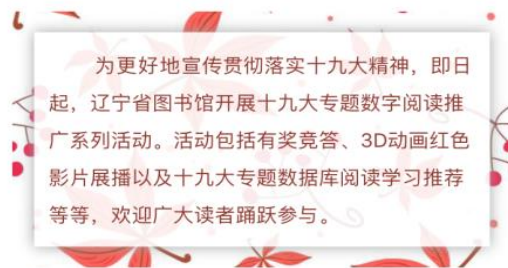 为更好地宣传贯彻落实十九大精神，即日
起，辽宁省图书馆开展十九大专题数字阅读推
广系列活动。活动包括有奖竞答、3D动画红色
影片展播以及十九大专题数据库阅读学习推荐
等等，欢迎广大读者踊跃参与。